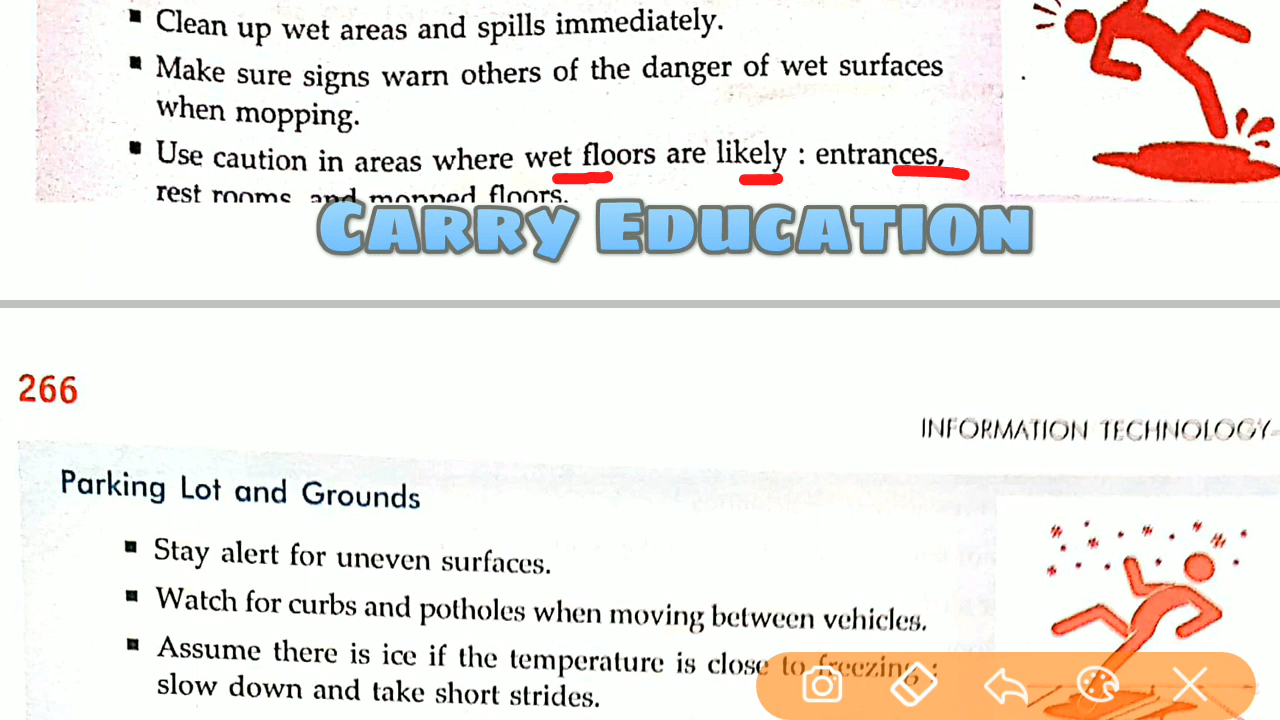 ▪ Clean up wet areas and spills immediately.
▪ Make sure signs warn others of the danger of wet surfaces
when mopping.
▪ Use caution in areas where wet floors are likely : entrances,
rest rooms and mopped floors.
CARRY EDUCATION
266
INFORMATION TECHNOLOGY-
Parking Lot and Grounds
▪ Stay alert for uneven surfaces.
▪ Watch for curbs and potholes when moving between vehicles.
▪ Assume there is ice if the temperature is close to freezing :
slow down and take short strides.